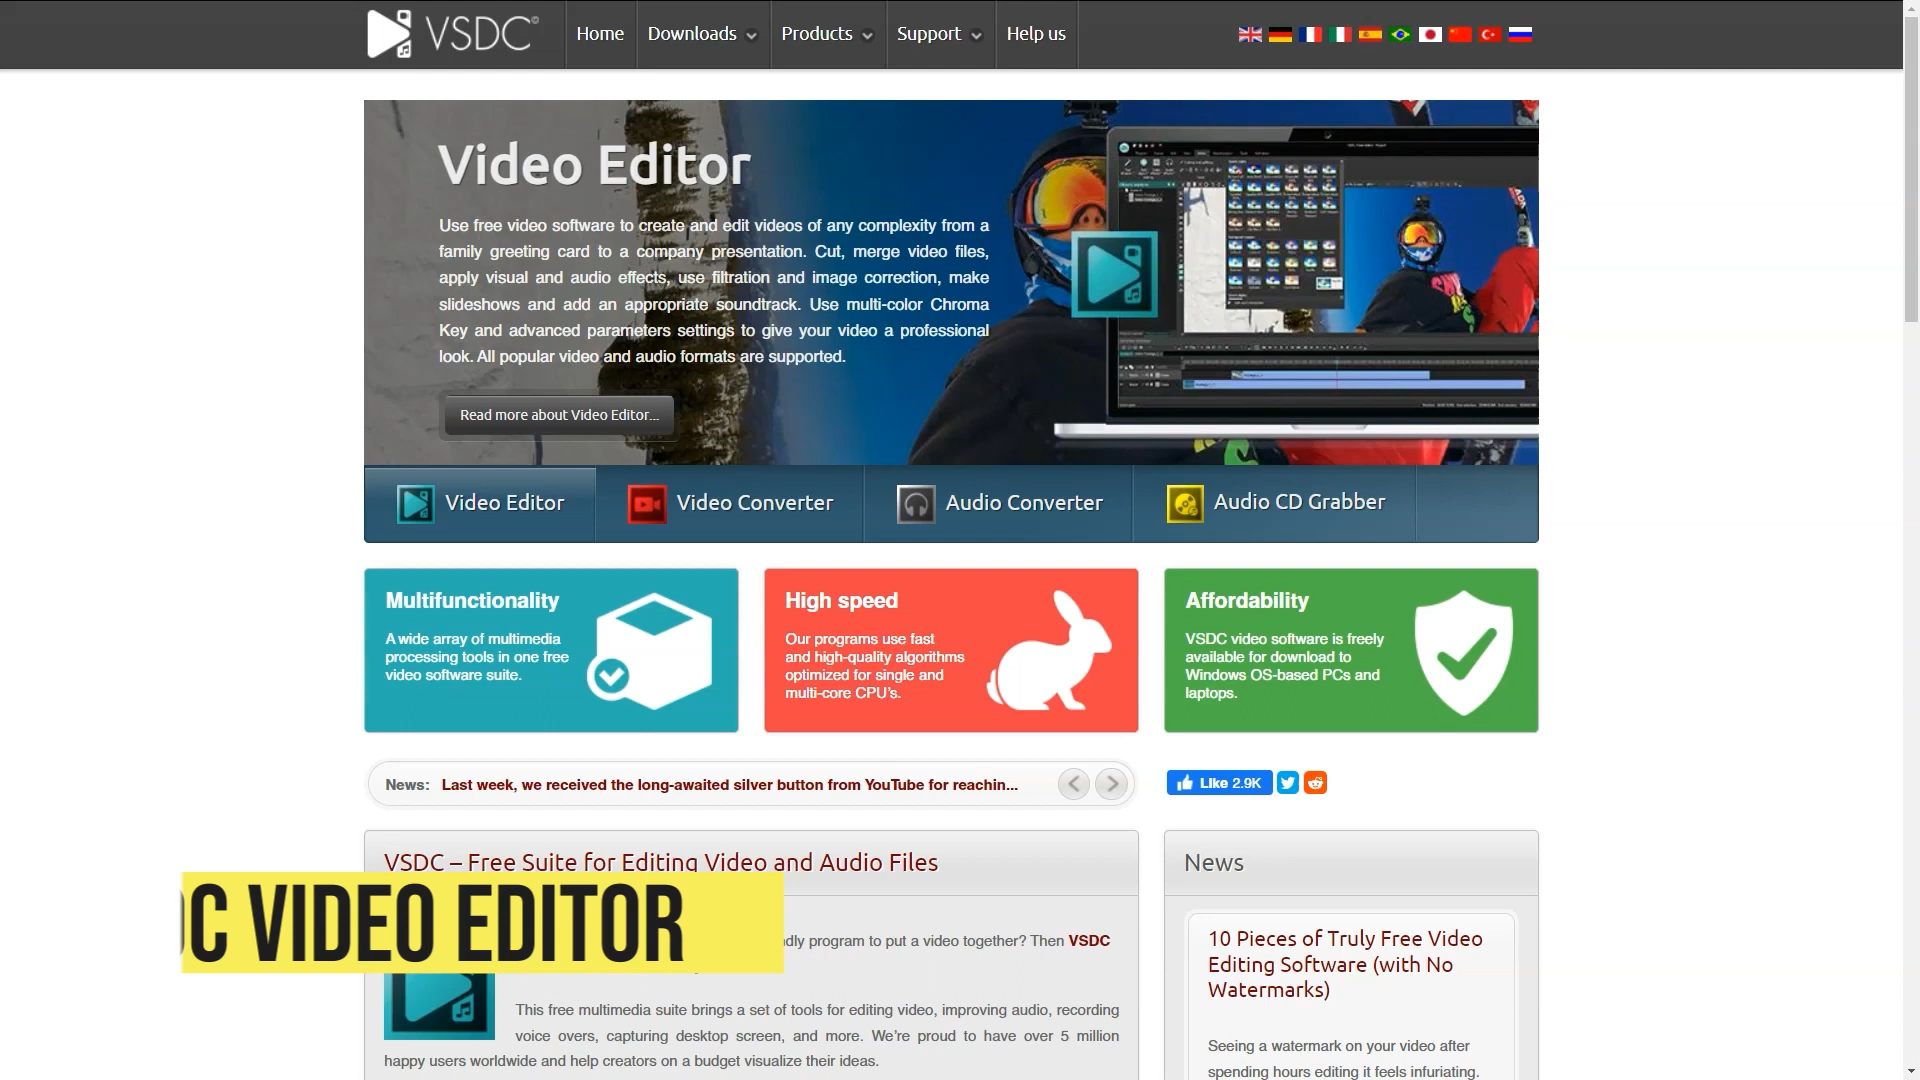 VSDC
Home
Downloads
Products
Support
Help us
Video Editor
Use free video software to create and edit videos of any complexity from a
family greeting card to a company presentation. Cut, merge video files,
apply visual and audio effects, use filtration and image correction, make
slideshows and add an appropriate soundtrack. Use multi-color Chroma
Key and advanced parameters settings to give your video a professional
look. All popular video and audio formats are supported.
Read more about Video Editor...
Video Editor
Video Converter
Audio Converter
Audio CD Grabber
Multifunctionality
A wide array of multimedia
processing tools in one free
video software suite.
High speed
Our programs use fast
and high-quality algorithms
optimized for single and
multi-core CPU's.
Affordability
VSDC video software is freely
available for download to
Windows OS-based PCs and
laptops.
News: Last week, we received the long-awaited silver button from YouTube for reachin...
Like 2.9K
VSDC – Free Suite for Editing Video and Audio Files
DC VIDEO EDITOR
program to put a video together? Then VSDC
This free multimedia suite brings a set of tools for editing video, improving audio, recording
voice overs, capturing desktop screen, and more. We're proud to have over 5 million
happy users worldwide and help creators on a budget visualize their ideas.
News
10 Pieces of Truly Free Video
Editing Software (with No
Watermarks)
Seeing a watermark on your video after
spending hours editing it feels infuriating.